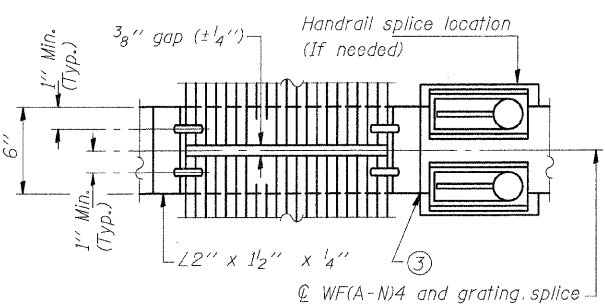 3/8" gap (±1/4")
Handrail splice location
(If needed)
1" Min.
(Typ.)
6"
1" Min.
(Typ.)
∠2" x 1 1/2" x 1/4"
3
℄ WF(A-N)4 and grating splice